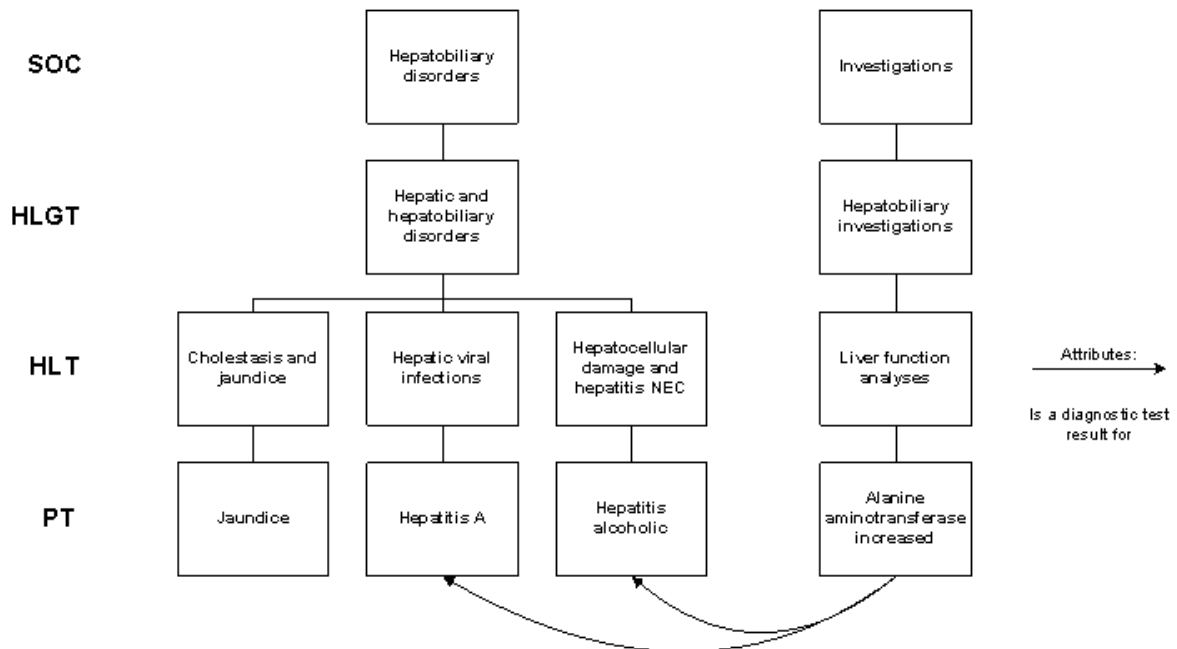 SOC
Hepatobiliary
disorders
Investigations
HLGT
Hepatic and
hepatobiliary
disorders
Hepatobiliary
investigations
HLT
Cholestasis and
jaundice
Hepatic viral
infections
Hepatocellular
damage and
hepatitis NEC
Liver function
analyses
Attributes:
Is a diagnostic test
result for
PT
Jaundice
Hepatitis A
Hepatitis
alcoholic
Alanine
aminotransferase
increased